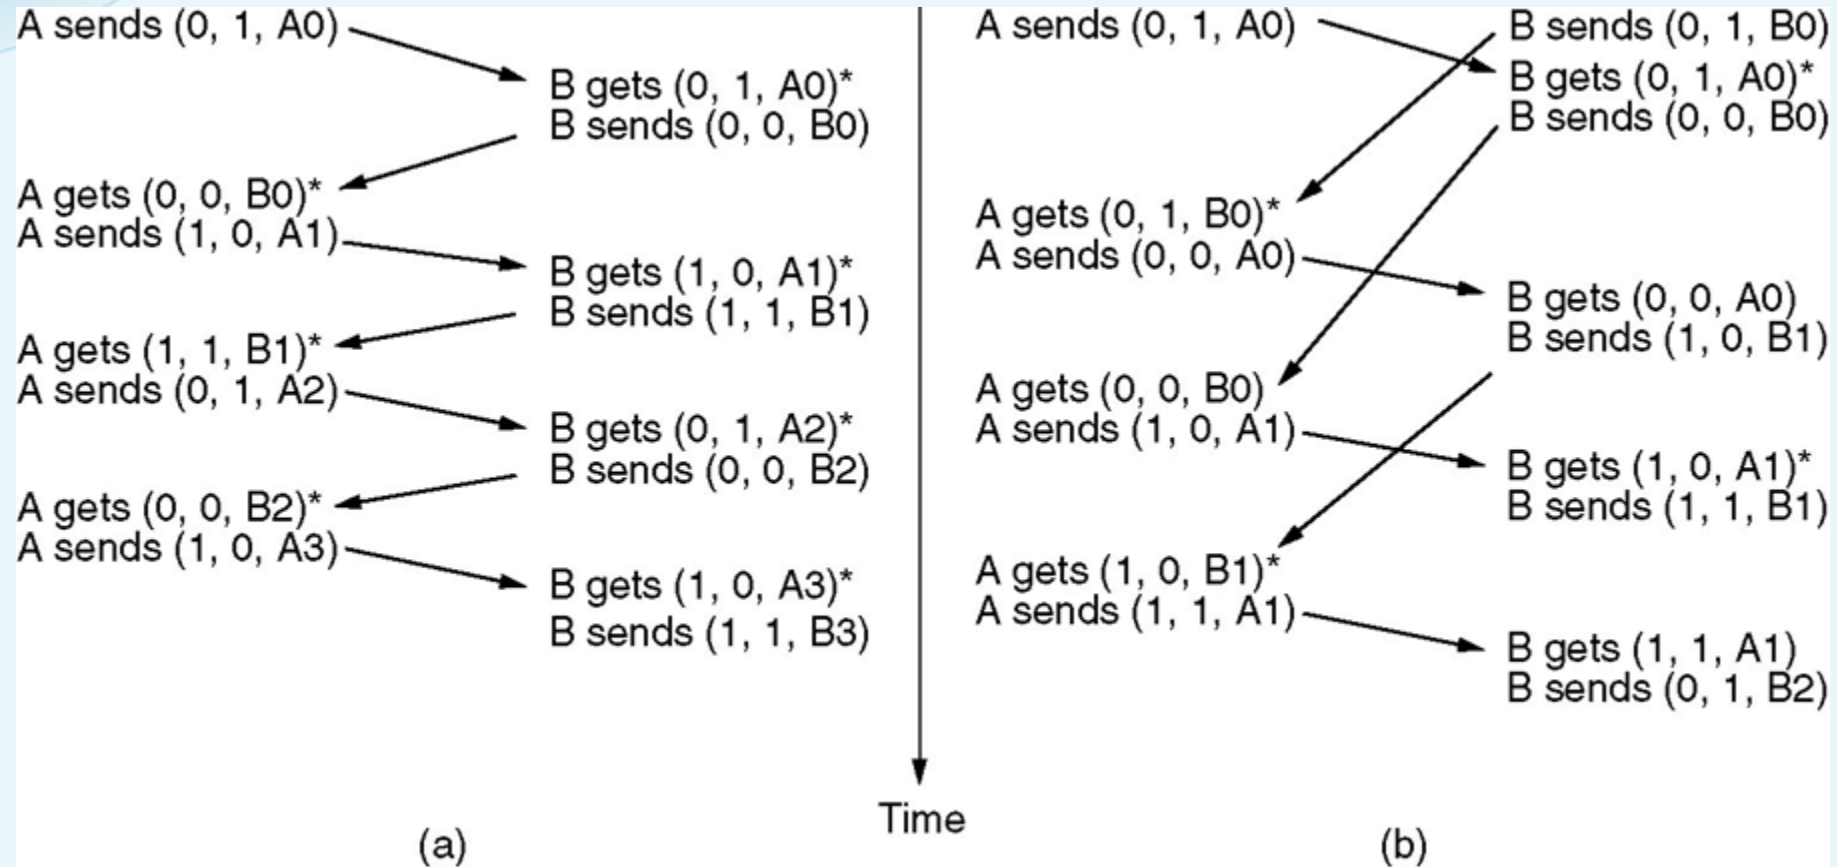 A sends (0, 1, A0)
B gets (0, 1, A0)*
B sends (0, 0, B0)
A gets (0, 0, B0)*
A sends (1, 0, A1)
B gets (1, 0, A1)*
B sends (1, 1, B1)
A gets (1, 1, B1)*
A sends (0, 1, A2)
B gets (0, 1, A2)*
B sends (0, 0, B2)
A gets (0, 0, B2)*
A sends (1, 0, A3)
B gets (1, 0, A3)*
B sends (1, 1, B3)
(a)
Time
A sends (0, 1, A0)
B sends (0, 1, B0)
B gets (0, 1, A0)*
B sends (0, 0, B0)
A gets (0, 1, B0)*
A sends (0, 0, A0)
B gets (0, 0, A0)
B sends (1, 0, B1)
A gets (0, 0, B0)
A sends (1, 0, A1)
B gets (1, 0, A1)*
B sends (1, 1, B1)
A gets (1, 0, B1)*
A sends (1, 1, A1)
B gets (1, 1, A1)
B sends (0, 1, B2)
(b)